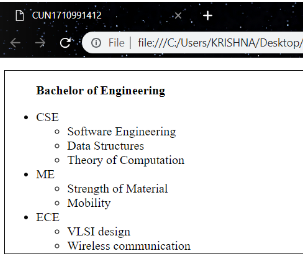 CUN1710991412
File | file:///C:/Users/KRISHNA/Desktop/
Bachelor of Engineering
CSE
Software Engineering
Data Structures
Theory of Computation
ME
Strength of Material
Mobility
ECE
VLSI design
Wireless communication